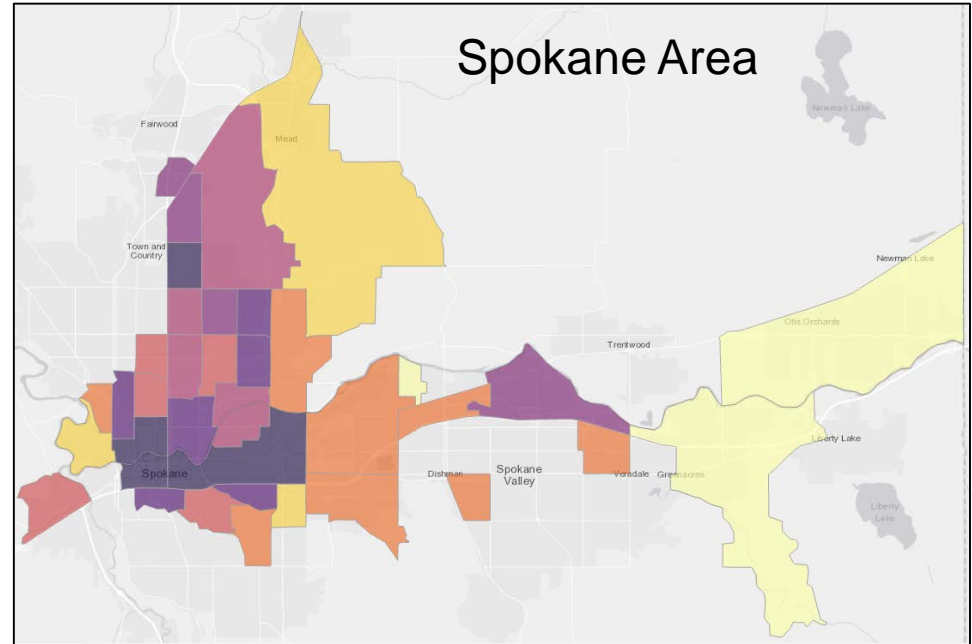 Spokane Area
Newman Lake
Fairwood
Mead
Town and
Country
Newman Lake
Otis Orchards
Trentwood
Liberty Lake
Spokane
Dishman
Spokane
Valley
Veradale
Greenacres
Liberty
Lake